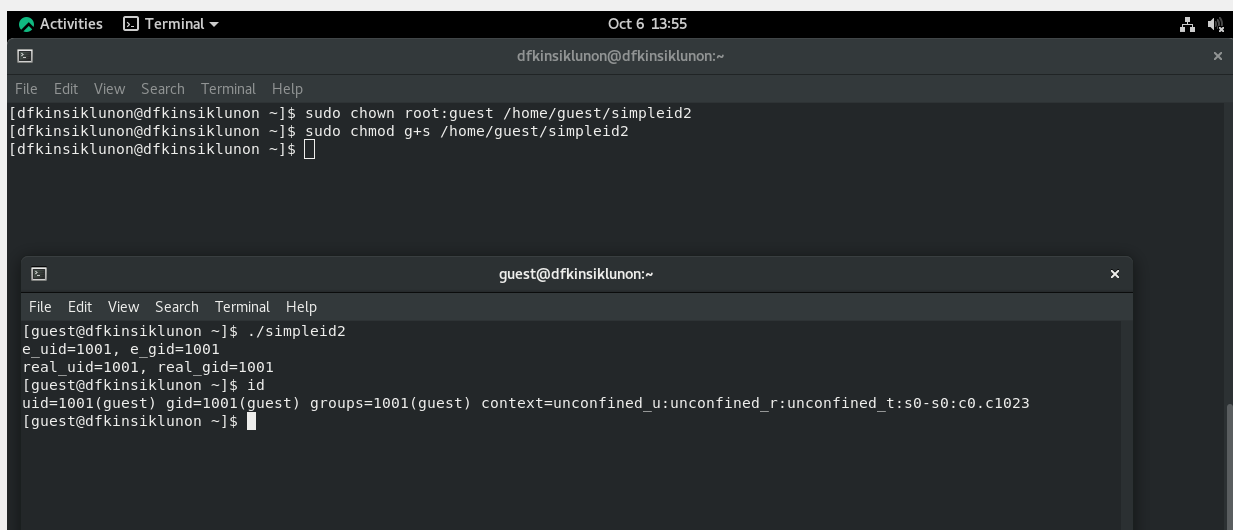 Activities Terminal Oct 6 13:55
dfkinsiklunon@dfkinsiklunon:~
File Edit View Search Terminal Help
[dfkinsiklunon@dfkinsiklunon ~]$ sudo chown root:guest /home/guest/simpleid2
[dfkinsiklunon@dfkinsiklunon ~]$ sudo chmod g+s /home/guest/simpleid2
[dfkinsiklunon@dfkinsiklunon ~]$
guest@dfkinsiklunon:~
File Edit View Search Terminal Help
[guest@dfkinsiklunon ~]$ ./simpleid2
e_uid=1001, e_gid=1001
real_uid=1001, real_gid=1001
[guest@dfkinsiklunon ~]$ id
uid=1001(guest) gid=1001(guest) groups=1001(guest) context=unconfined_u:unconfined_r:unconfined_t:s0-s0:c0.c1023
[guest@dfkinsiklunon ~]$